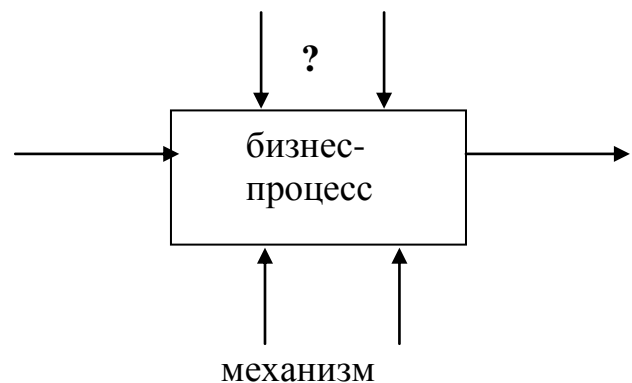 ?
бизнес-
процесс
механизм